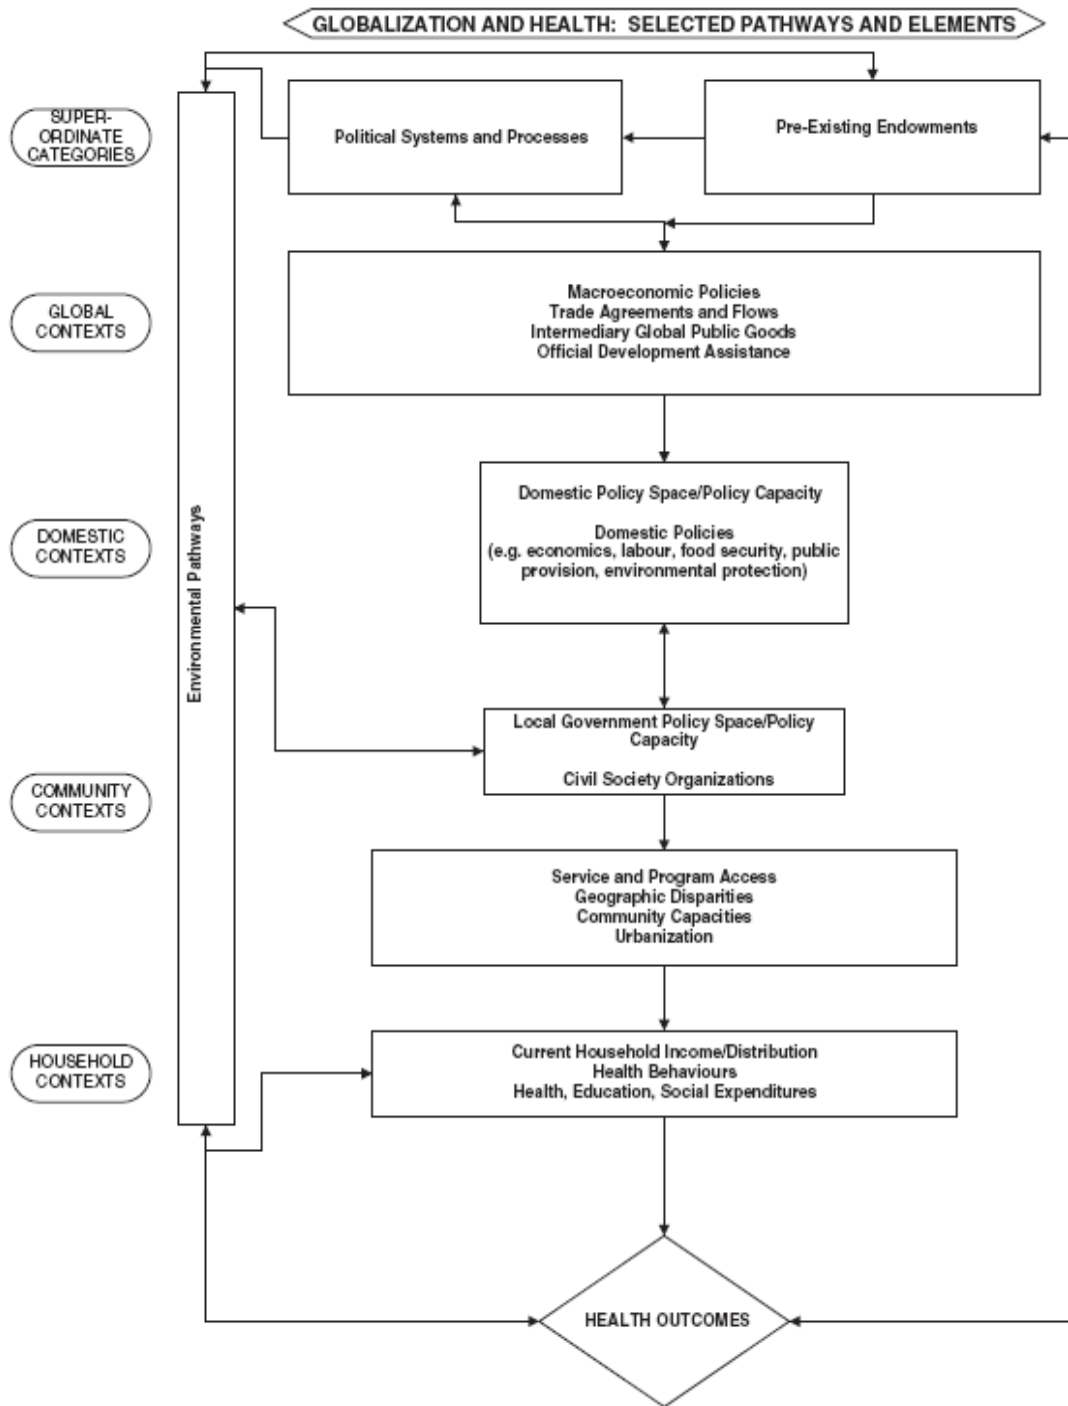 GLOBALIZATION AND HEALTH: SELECTED PATHWAYS AND ELEMENTS
SUPER-
ORDINATE
CATEGORIES
Political Systems and Processes
Pre-Existing Endowments
GLOBAL
CONTEXTS
Macroeconomic Policies
Trade Agreements and Flows
Intermediary Global Public Goods
Official Development Assistance
Environmental Pathways
DOMESTIC
CONTEXTS
Domestic Policy Space/Policy Capacity
Domestic Policies
(e.g. economics, labour, food security, public
provision, environmental protection)
COMMUNITY
CONTEXTS
Local Government Policy Space/Policy
Capacity
Civil Society Organizations
Service and Program Access
Geographic Disparities
Community Capacities
Urbanization
HOUSEHOLD
CONTEXTS
Current Household Income/Distribution
Health Behaviours
Health, Education, Social Expenditures
HEALTH OUTCOMES